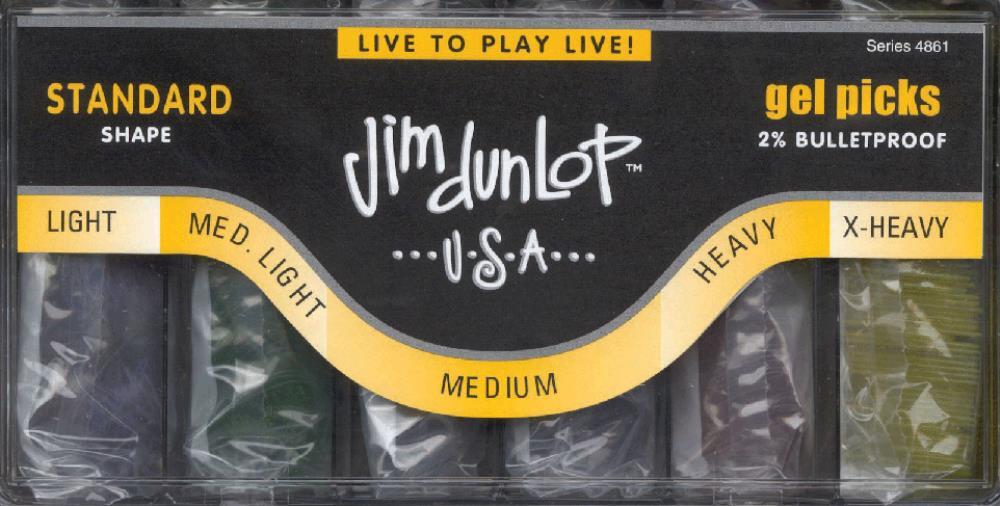 LIVE TO PLAY LIVE!
Series 4861
STANDARD
SHAPE
Jim dunlop™
...U·S·A...
gel picks
2% BULLETPROOF
LIGHT
MED. LIGHT
MEDIUM
HEAVY
X-HEAVY